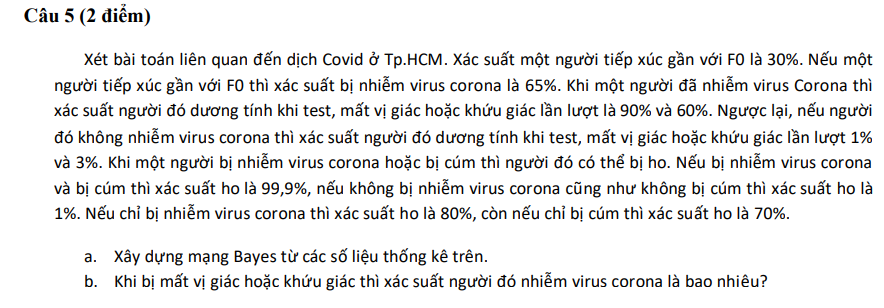 Câu 5 (2 điểm)
Xét bài toán liên quan đến dịch Covid ở Tp.HCM. Xác suất một người tiếp xúc gần với F0 là 30%. Nếu một
người tiếp xúc gần với F0 thì xác suất bị nhiễm virus corona là 65%. Khi một người đã nhiễm virus Corona thì
xác suất người đó dương tính khi test, mất vị giác hoặc khứu giác lần lượt là 90% và 60%. Ngược lại, nếu người
đó không nhiễm virus corona thì xác suất người đó dương tính khi test, mất vị giác hoặc khứu giác lần lượt 1%
và 3%. Khi một người bị nhiễm virus corona hoặc bị cúm thì người đó có thể bị ho. Nếu bị nhiễm virus corona
và bị cúm thì xác suất ho là 99,9%, nếu không bị nhiễm virus corona cũng như không bị cúm thì xác suất ho là
1%. Nếu chỉ bị nhiễm virus corona thì xác suất ho là 80%, còn nếu chỉ bị cúm thì xác suất ho là 70%.
a. Xây dựng mạng Bayes từ các số liệu thống kê trên.
b. Khi bị mất vị giác hoặc khứu giác thì xác suất người đó nhiễm virus corona là bao nhiêu?